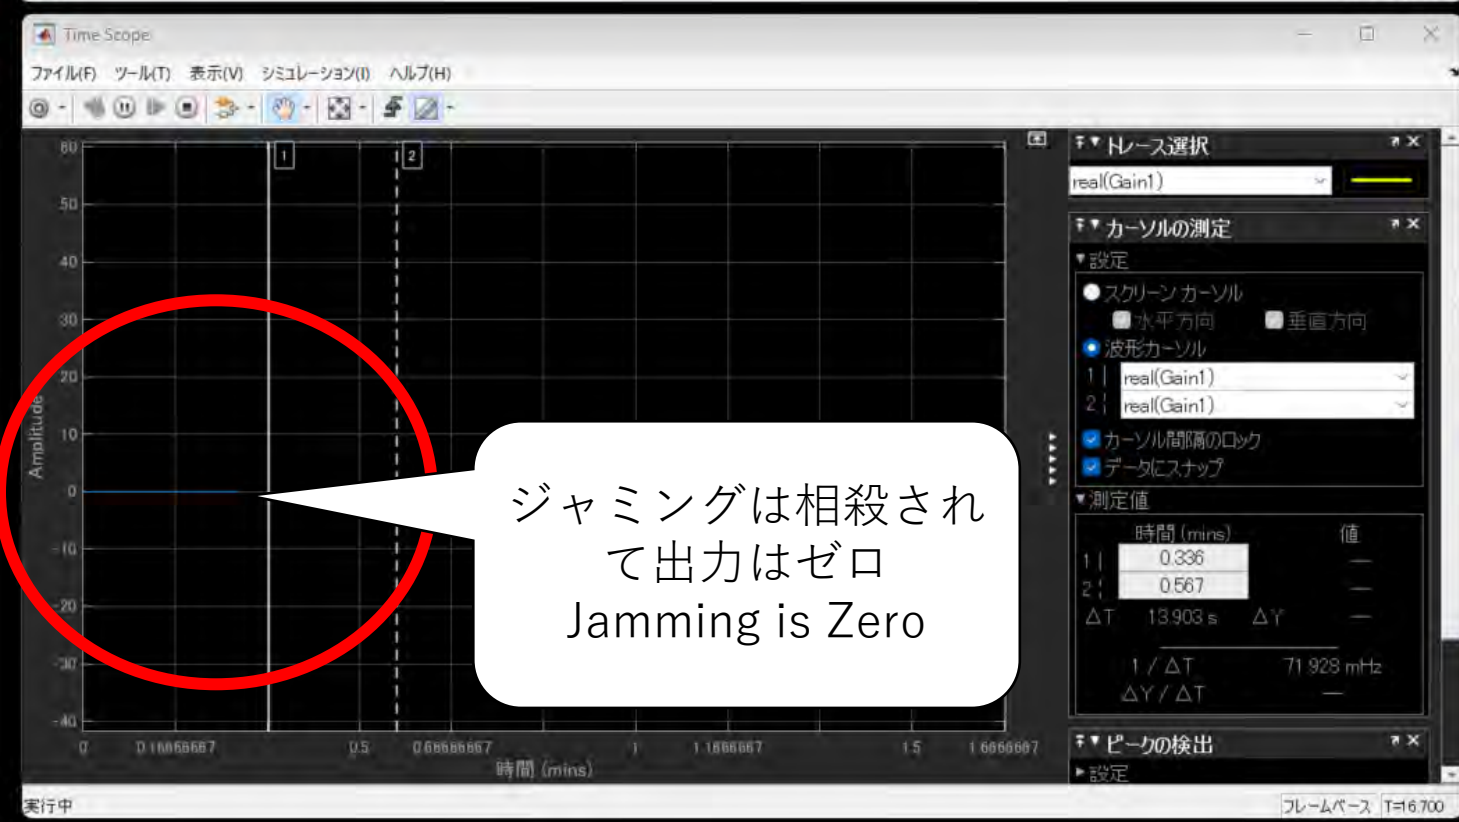 Time Scope
ファイル(F) ツール(T) 表示(V) シミュレーション(I) ヘルプ(H)
60
50
40
30
20
10
0
-10
-20
-30
-40
Amplitude
1
2
0 0.16666667 0.5 0.66666667 1 1.1666667 1.5 1.6666667
時間 (mins)
ジャミングは相殺され
て出力はゼロ
Jamming is Zero
トレース選択
real(Gain1)
カーソルの測定
設定
スクリーン カーソル
水平方向 垂直方向
波形カーソル
1 real(Gain1)
2 real(Gain1)
カーソル間隔のロック
データにスナップ
測定値
時間 (mins) 値
1 0.336 —
2 0.567 —
ΔT 13.903 s ΔY —
1 / ΔT 71.928 mHz
ΔY / ΔT —
ピークの検出
設定
実行中
フレームベース T=16.700